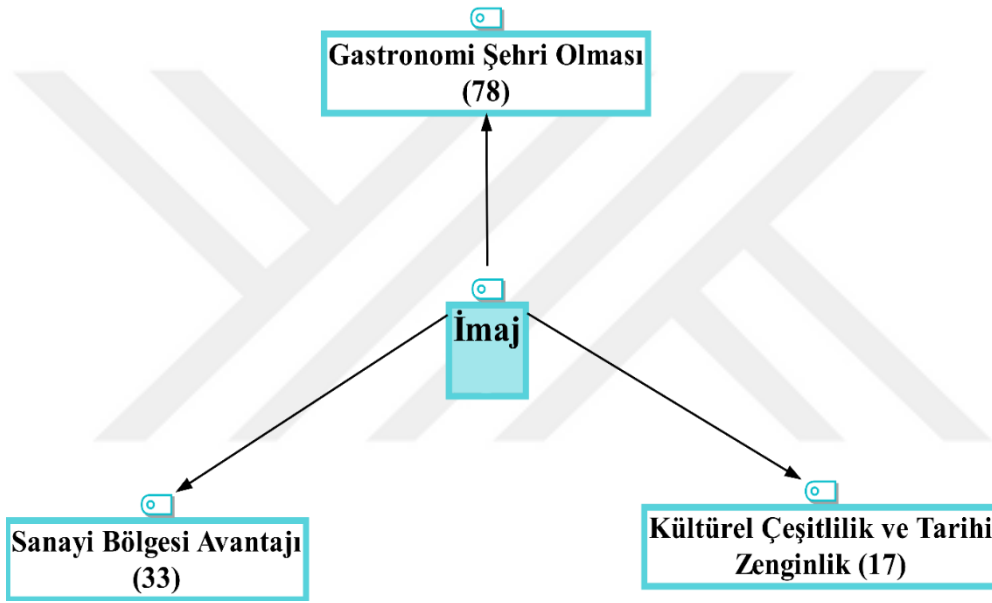 Gastronomi Şehri Olması
(78)
İmaj
Sanayi Bölgesi Avantajı
(33)
Kültürel Çeşitlilik ve Tarihi
Zenginlik (17)